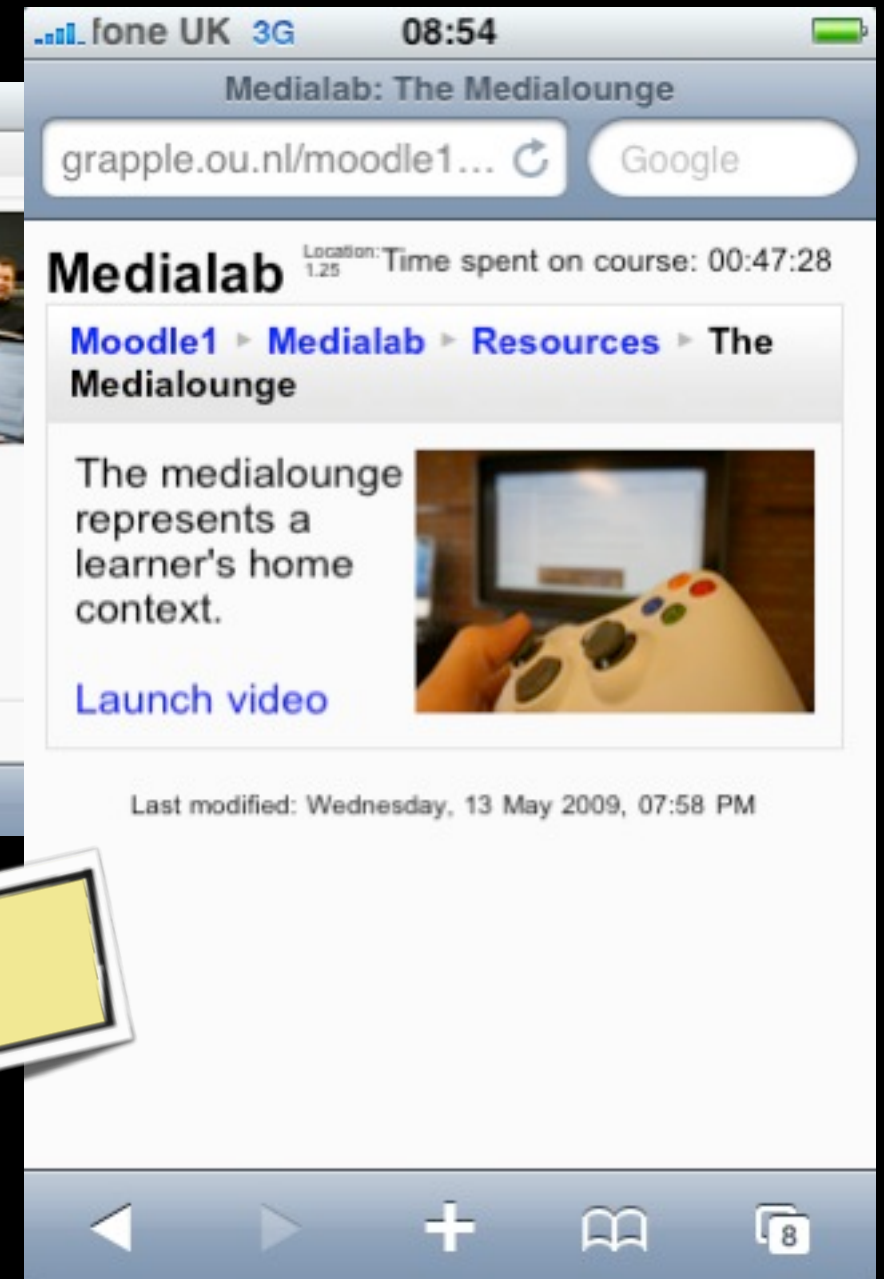 fone UK 3G 08:54
Medialab: The Medialounge
grapple.ou.nl/moodle1... Google
Medialab Location: 1.25 Time spent on course: 00:47:28
Moodle1 ▸ Medialab ▸ Resources ▸ The
Medialounge
The medialounge
represents a
learner's home
context.
Launch video
Last modified: Wednesday, 13 May 2009, 07:58 PM
8